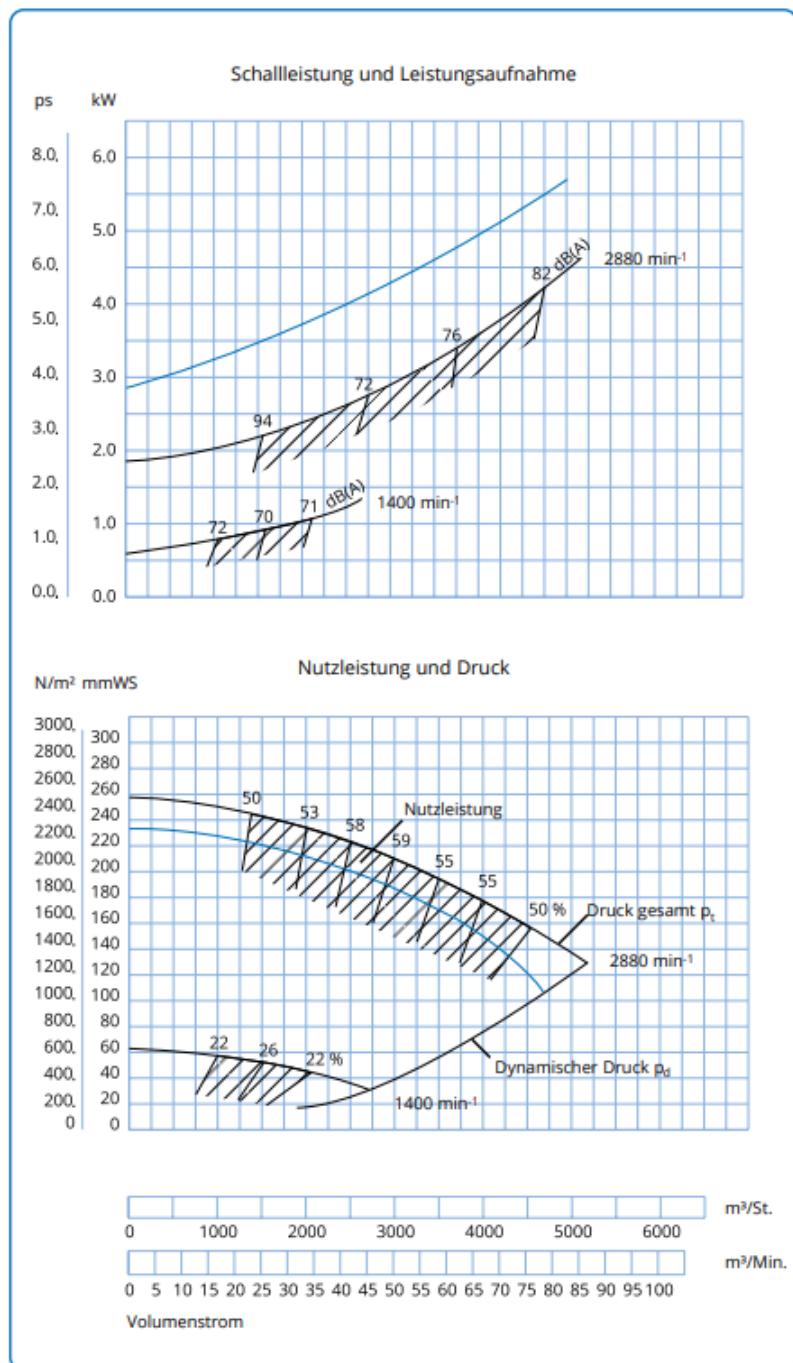 Schallleistung und Leistungsaufnahme
ps kW
8.0, 6.0
7.0,
6.0, 5.0
5.0, 4.0
4.0, 3.0
3.0, 2.0
2.0,
1.0, 1.0
0.0, 0.0
82 dB(A) 2880 min-1
76
72
94
72 70 71 dB(A) 1400 min-1
Nutzleistung und Druck
N/m² mmWS
3000, 300
2800, 280
2600, 260
2400, 240
2200, 220
2000, 200
1800, 180
1600, 160
1400, 140
1200, 120
1000, 100
800, 80
600, 60
400, 40
200, 20
0 0
50 53 58 59 55 55 50 %
Nutzleistung
Druck gesamt pt
2880 min-1
Dynamischer Druck pd
22 26 22 %
1400 min-1
m³/St.
0 1000 2000 3000 4000 5000 6000
m³/Min.
0 5 10 15 20 25 30 35 40 45 50 55 60 65 70 75 80 85 90 95 100
Volumenstrom